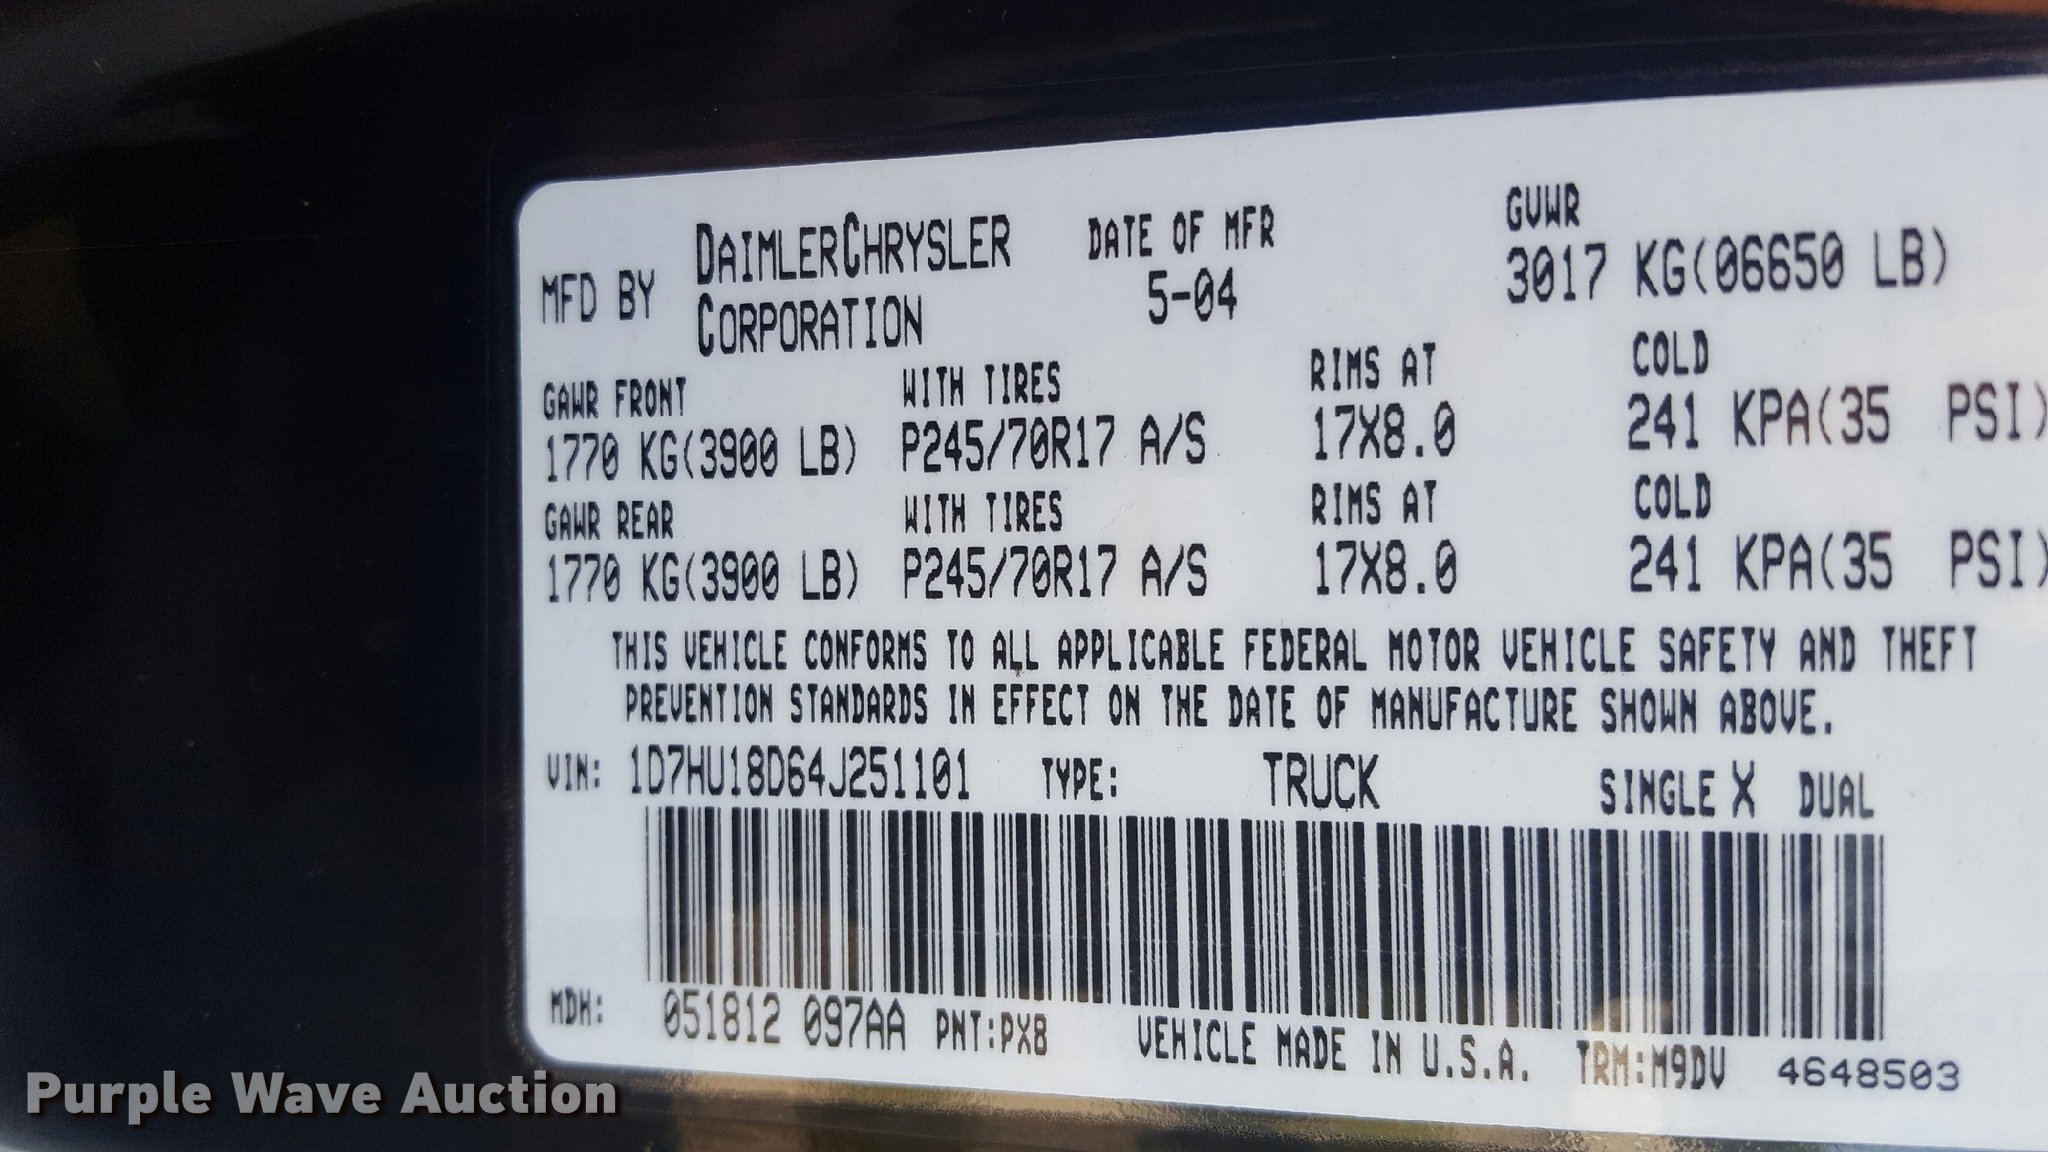 MFD BY DAIMLERCHRYSLER CORPORATION DATE OF MFR 5-04 GVWR 3017 KG(06650 LB)
GAWR FRONT WITH TIRES RIMS AT COLD
1770 KG(3900 LB) P245/70R17 A/S 17X8.0 241 KPA(35 PSI)
GAWR REAR WITH TIRES RIMS AT COLD
1770 KG(3900 LB) P245/70R17 A/S 17X8.0 241 KPA(35 PSI)
THIS VEHICLE CONFORMS TO ALL APPLICABLE FEDERAL MOTOR VEHICLE SAFETY AND THEFT
PREVENTION STANDARDS IN EFFECT ON THE DATE OF MANUFACTURE SHOWN ABOVE.
VIN: 1D7HU18D64J251101 TYPE: TRUCK SINGLE X DUAL
MDH: 051812 097AA PNT:PX8 VEHICLE MADE IN U.S.A. TRM:M9DV 4648503
Purple Wave Auction